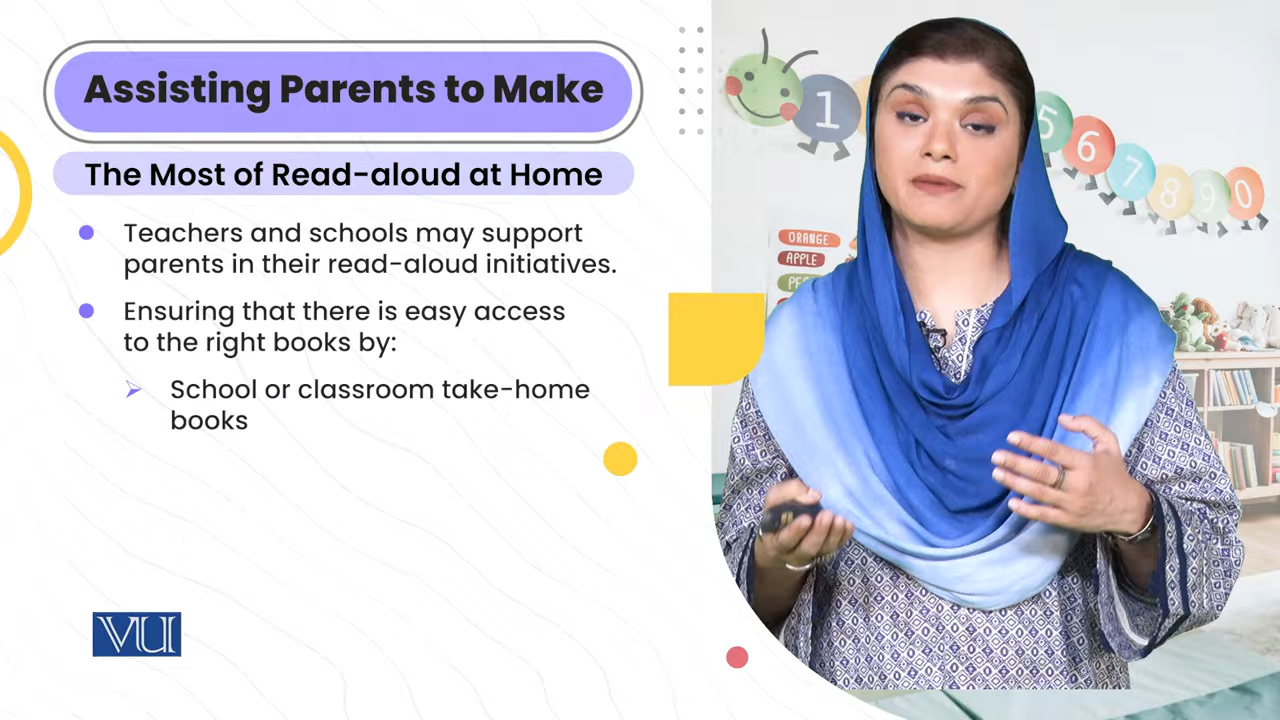 Assisting Parents to Make
The Most of Read-aloud at Home
Teachers and schools may support
parents in their read-aloud initiatives.
Ensuring that there is easy access
to the right books by:
School or classroom take-home
books
VU
1
5 6 7 8 9 0
ORANGE
APPLE